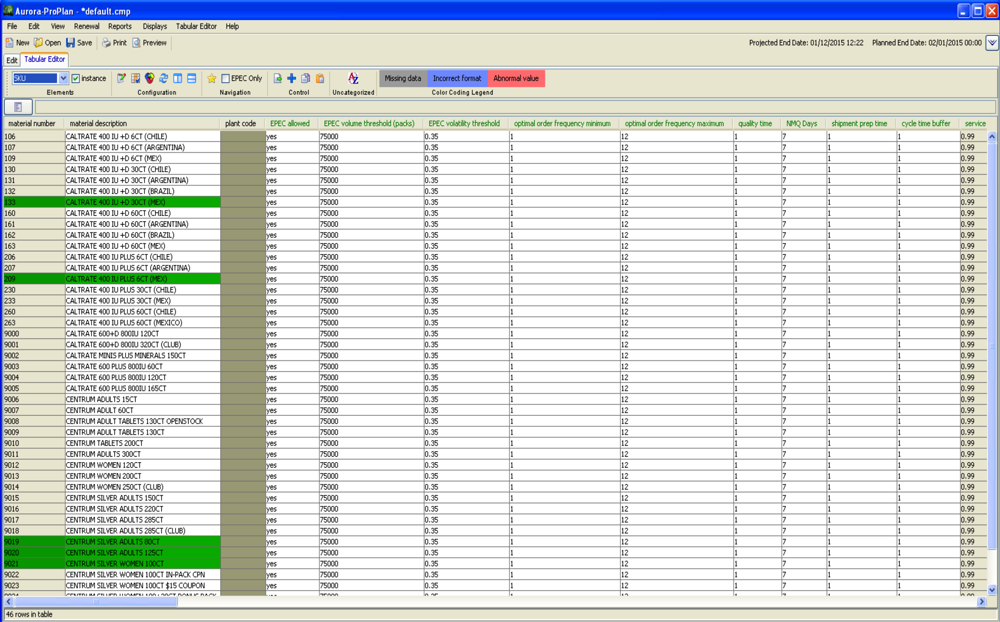 Aurora-ProPlan - *default.cmp
File Edit View Renewal Reports Displays Tabular Editor Help
New Open Save Print Preview Projected End Date: 01/12/2015 12:22 Planned End Date: 02/01/2015 00:00
Edit Tabular Editor
SKU instance EPEC Only Missing data Incorrect format Abnormal value
Elements Configuration Navigation Control Uncategorized Color Coding Legend
material number material description plant code EPEC allowed EPEC volume threshold (packs) EPEC volatility threshold optimal order frequency minimum optimal order frequency maximum quality time NMQ Days shipment prep time cycle time buffer service
106 CALTRATE 400 IU +D 6CT (CHILE) yes 75000 0.35 1 12 1 7 1 1 0.99
107 CALTRATE 400 IU +D 6CT (ARGENTINA) yes 75000 0.35 1 12 1 7 1 1 0.99
109 CALTRATE 400 IU +D 6CT (MEX) yes 75000 0.35 1 12 1 7 1 1 0.99
130 CALTRATE 400 IU +D 30CT (CHILE) yes 75000 0.35 1 12 1 7 1 1 0.99
131 CALTRATE 400 IU +D 30CT (ARGENTINA) yes 75000 0.35 1 12 1 7 1 1 0.99
132 CALTRATE 400 IU +D 30CT (BRAZIL) yes 75000 0.35 1 12 1 7 1 1 0.99
133 CALTRATE 400 IU +D 30CT (MEX) yes 75000 0.35 1 12 1 7 1 1 0.99
160 CALTRATE 400 IU +D 60CT (CHILE) yes 75000 0.35 1 12 1 7 1 1 0.99
161 CALTRATE 400 IU +D 60CT (ARGENTINA) yes 75000 0.35 1 12 1 7 1 1 0.99
162 CALTRATE 400 IU +D 60CT (BRAZIL) yes 75000 0.35 1 12 1 7 1 1 0.99
163 CALTRATE 400 IU +D 60CT (MEX) yes 75000 0.35 1 12 1 7 1 1 0.99
206 CALTRATE 400 IU PLUS 6CT (CHILE) yes 75000 0.35 1 12 1 7 1 1 0.99
207 CALTRATE 400 IU PLUS 6CT (ARGENTINA) yes 75000 0.35 1 12 1 7 1 1 0.99
209 CALTRATE 400 IU PLUS 6CT (MEX) yes 75000 0.35 1 12 1 7 1 1 0.99
230 CALTRATE 400 IU PLUS 30CT (CHILE) yes 75000 0.35 1 12 1 7 1 1 0.99
233 CALTRATE 400 IU PLUS 30CT (MEX) yes 75000 0.35 1 12 1 7 1 1 0.99
260 CALTRATE 400 IU PLUS 60CT (CHILE) yes 75000 0.35 1 12 1 7 1 1 0.99
263 CALTRATE 400 IU PLUS 60CT (MEXICO) yes 75000 0.35 1 12 1 7 1 1 0.99
9000 CALTRATE 600+D 800IU 120CT yes 75000 0.35 1 12 1 7 1 1 0.99
9001 CALTRATE 600+D 800IU 320CT (CLUB) yes 75000 0.35 1 12 1 7 1 1 0.99
9002 CALTRATE MINIS PLUS MINERALS 150CT yes 75000 0.35 1 12 1 7 1 1 0.99
9003 CALTRATE 600 PLUS 800IU 60CT yes 75000 0.35 1 12 1 7 1 1 0.99
9004 CALTRATE 600 PLUS 800IU 120CT yes 75000 0.35 1 12 1 7 1 1 0.99
9005 CALTRATE 600 PLUS 800IU 165CT yes 75000 0.35 1 12 1 7 1 1 0.99
9006 CENTRUM ADULTS 15CT yes 75000 0.35 1 12 1 7 1 1 0.99
9007 CENTRUM ADULT 60CT yes 75000 0.35 1 12 1 7 1 1 0.99
9008 CENTRUM ADULT TABLETS 130CT OPENSTOCK yes 75000 0.35 1 12 1 7 1 1 0.99
9009 CENTRUM ADULT TABLETS 130CT yes 75000 0.35 1 12 1 7 1 1 0.99
9010 CENTRUM TABLETS 200CT yes 75000 0.35 1 12 1 7 1 1 0.99
9011 CENTRUM ADULTS 300CT yes 75000 0.35 1 12 1 7 1 1 0.99
9012 CENTRUM WOMEN 120CT yes 75000 0.35 1 12 1 7 1 1 0.99
9013 CENTRUM WOMEN 200CT yes 75000 0.35 1 12 1 7 1 1 0.99
9014 CENTRUM WOMEN 250CT (CLUB) yes 75000 0.35 1 12 1 7 1 1 0.99
9015 CENTRUM SILVER ADULTS 150CT yes 75000 0.35 1 12 1 7 1 1 0.99
9016 CENTRUM SILVER ADULTS 220CT yes 75000 0.35 1 12 1 7 1 1 0.99
9017 CENTRUM SILVER ADULTS 285CT yes 75000 0.35 1 12 1 7 1 1 0.99
9018 CENTRUM SILVER ADULTS 285CT (CLUB) yes 75000 0.35 1 12 1 7 1 1 0.99
9019 CENTRUM SILVER ADULTS 80CT yes 75000 0.35 1 12 1 7 1 1 0.99
9020 CENTRUM SILVER ADULTS 125CT yes 75000 0.35 1 12 1 7 1 1 0.99
9021 CENTRUM SILVER WOMEN 100CT yes 75000 0.35 1 12 1 7 1 1 0.99
9022 CENTRUM SILVER WOMEN 100CT IN-PACK CPN yes 75000 0.35 1 12 1 7 1 1 0.99
9023 CENTRUM SILVER WOMEN 100CT $15 COUPON yes 75000 0.35 1 12 1 7 1 1 0.99
46 rows in table